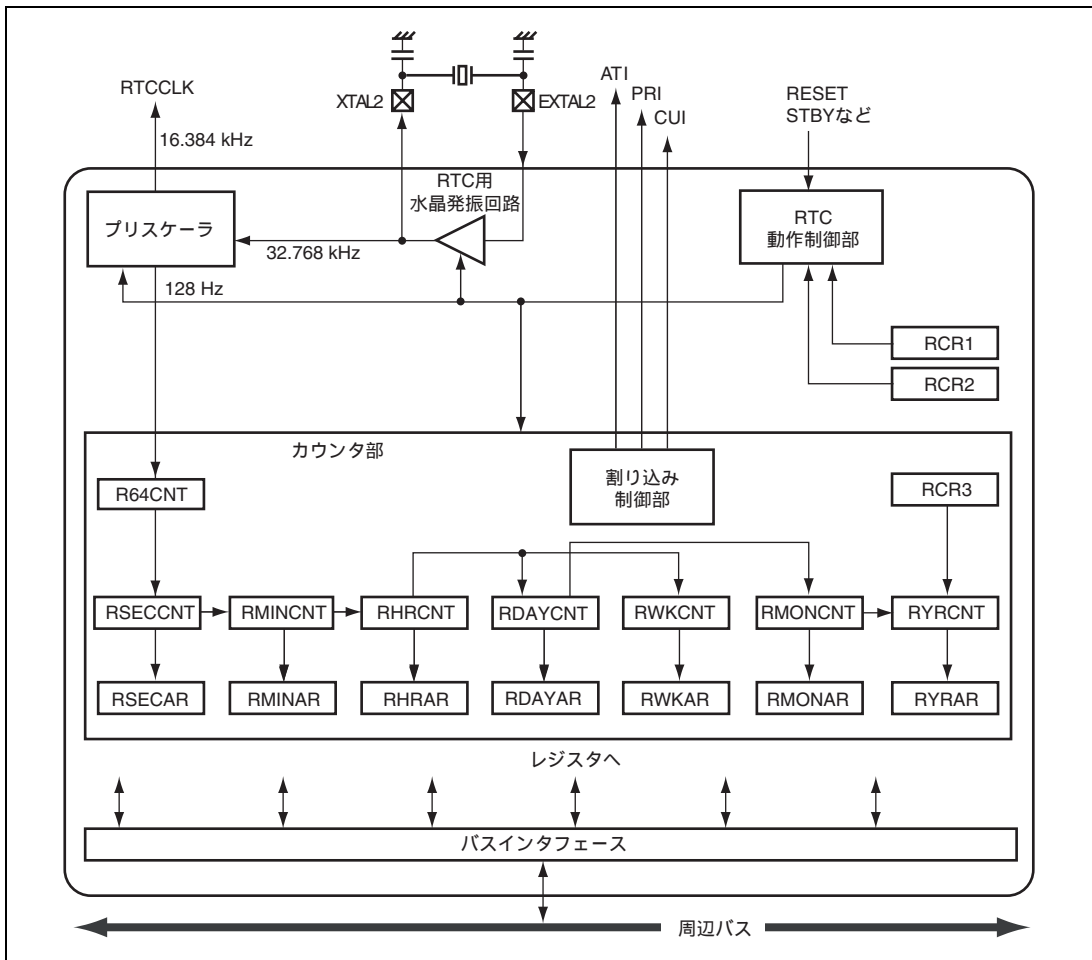 ATI
PRI
CUI
XTAL2
EXTAL2
RTCCLK
16.384 kHz
RESET
STBYなど
RTC用
水晶発振回路
プリスケーラ
32.768 kHz
128 Hz
RTC
動作制御部
RCR1
RCR2
カウンタ部
割り込み
制御部
R64CNT
RCR3
RSECCNT
RMINCNT
RHRCNT
RDAYCNT
RWKCNT
RMONCNT
RYRCNT
RSECAR
RMINAR
RHRAR
RDAYAR
RWKAR
RMONAR
RYRAR
レジスタへ
バスインタフェース
周辺バス